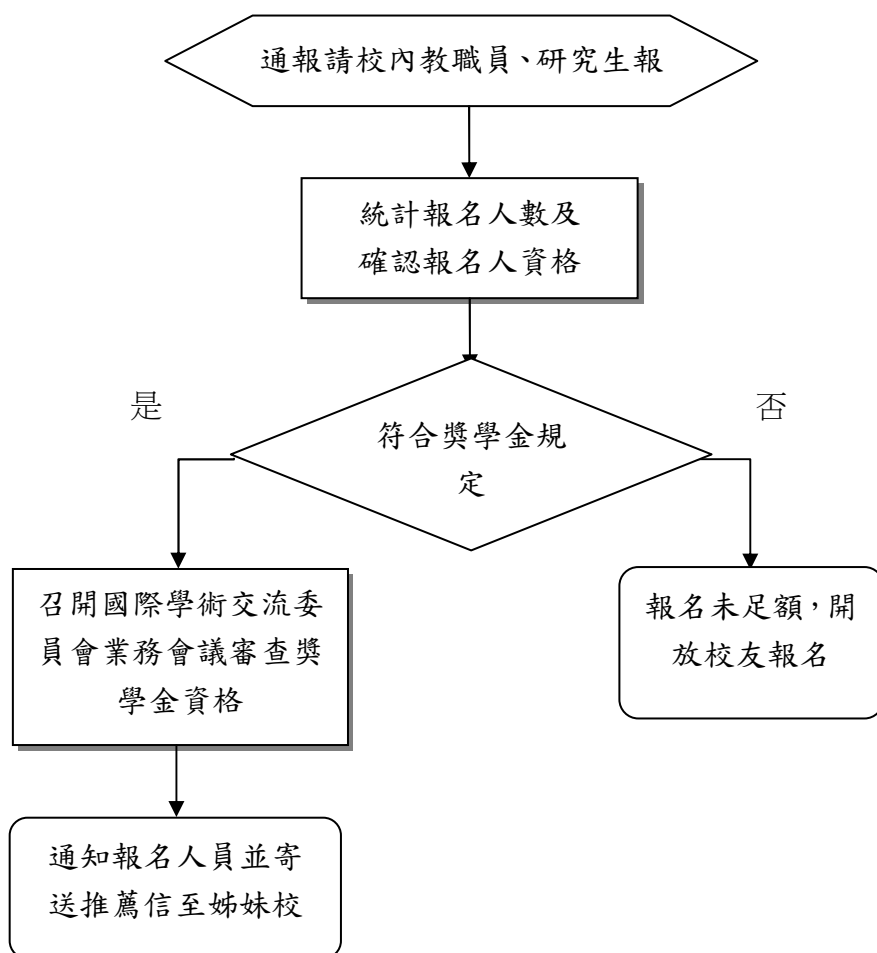 通報請校內教職員、研究生報
統計報名人數及
確認報名人資格
是
否
符合獎學金規
定
召開國際學術交流委
員會業務會議審查獎
學金資格
報名未足額，開
放校友報名
通知報名人員並寄
送推薦信至姊妹校